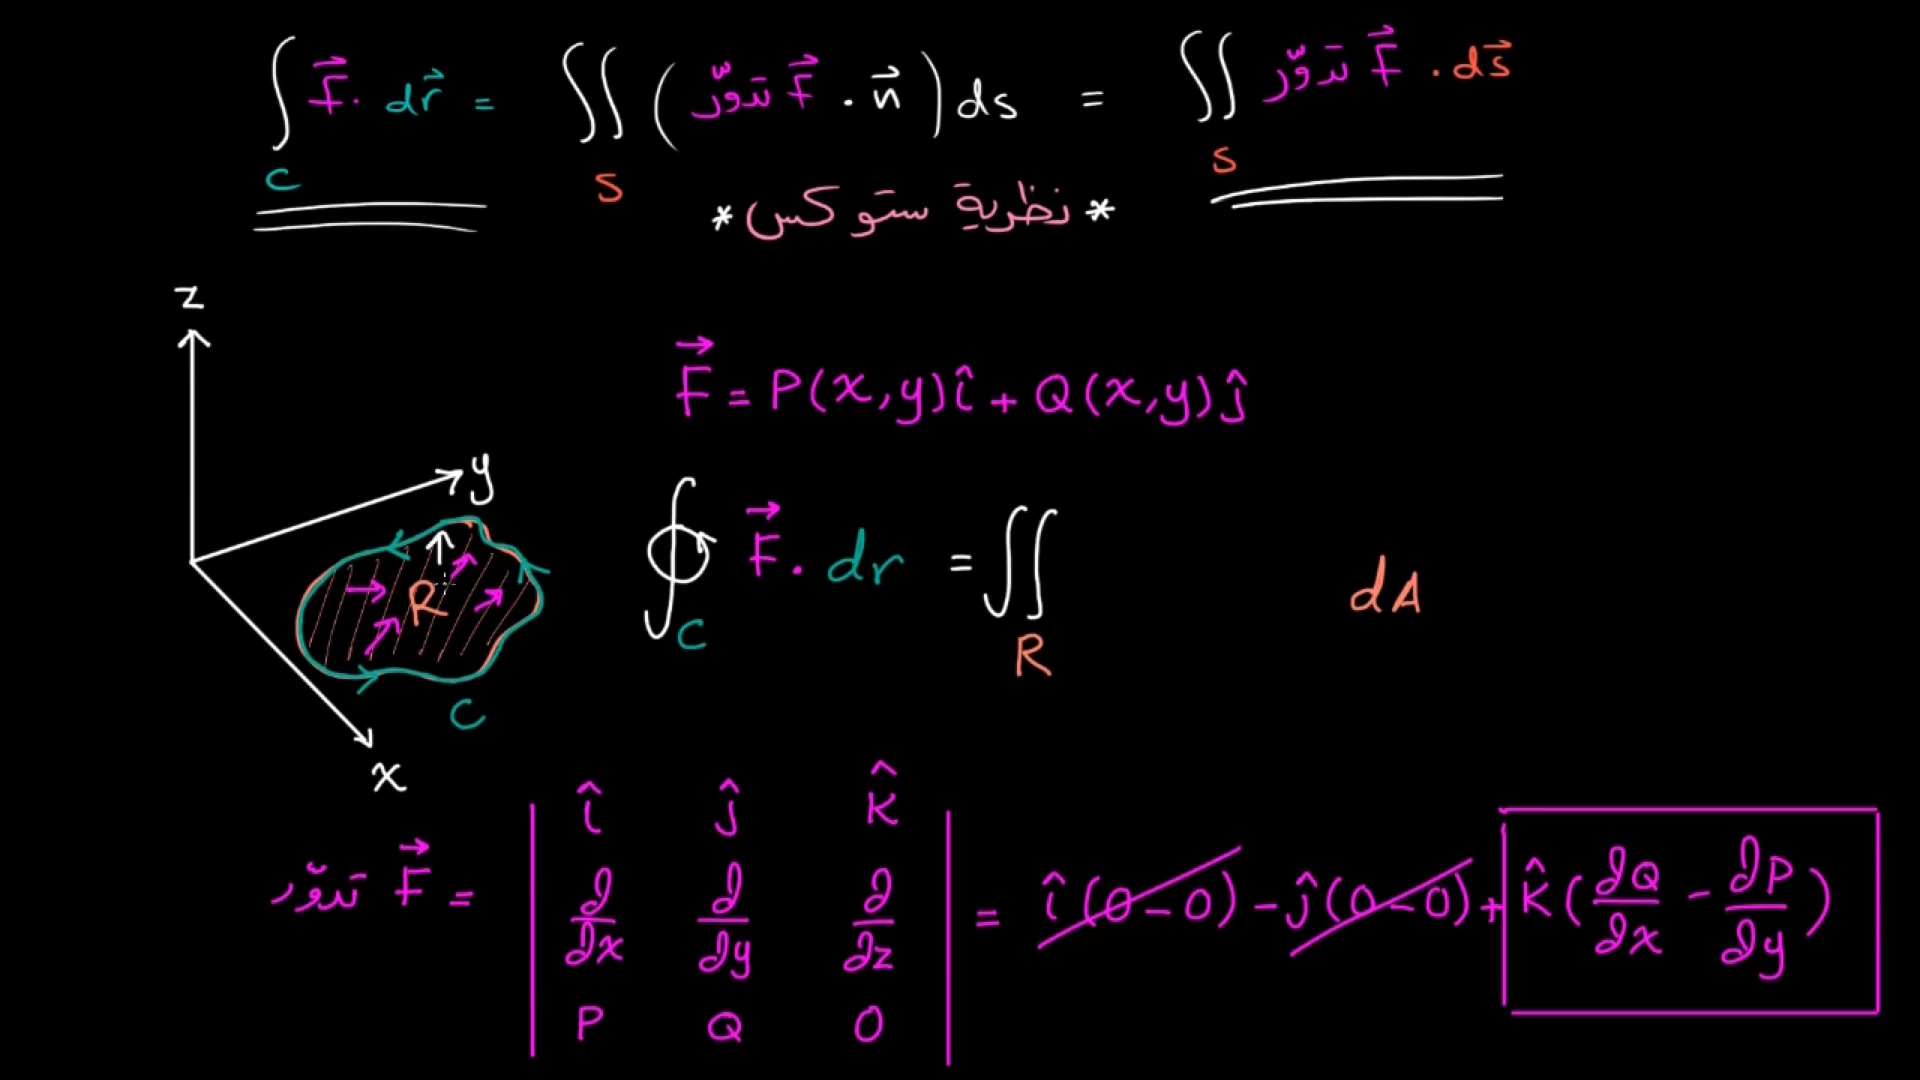 ∫_C F⃗ · dr⃗ = ∬_S (تدوّر F⃗ · n⃗) ds = ∬_S تدوّر F⃗ · ds⃗
* نظرية ستوكس *
z
F⃗ = P(x,y)î + Q(x,y)ĵ
y
∮_C F⃗ · dr = ∬_R dA
R
C
x
تدوّر F⃗ = | î ĵ k̂ |
| ∂/∂x ∂/∂y ∂/∂z | = î(0-0) - ĵ(0-0) + k̂(∂Q/∂x - ∂P/∂y)
| P Q 0 |